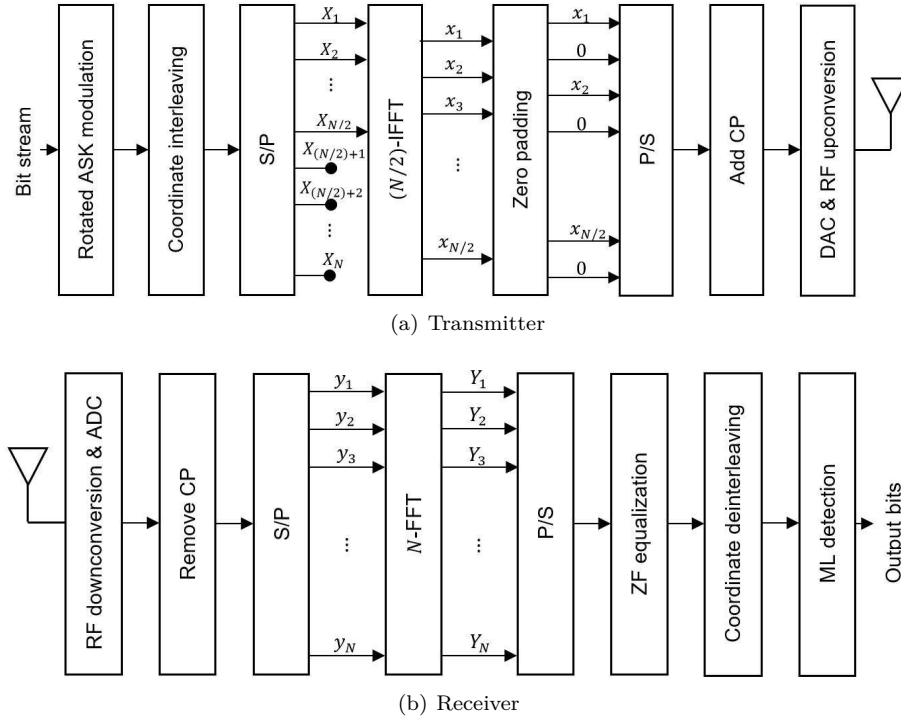 Bit stream
Rotated ASK modulation
Coordinate interleaving
S/P
X_1
X_2
...
X_{N/2}
X_{(N/2)+1}
X_{(N/2)+2}
...
X_N
(N/2)-IFFT
x_1
x_2
x_3
...
x_{N/2}
Zero padding
x_1
0
x_2
0
x_{N/2}
0
P/S
Add CP
DAC & RF upconversion
(a) Transmitter
RF downconversion & ADC
Remove CP
S/P
y_1
y_2
y_3
...
y_N
N-FFT
Y_1
Y_2
Y_3
...
Y_N
P/S
ZF equalization
Coordinate deinterleaving
ML detection
Output bits
(b) Receiver